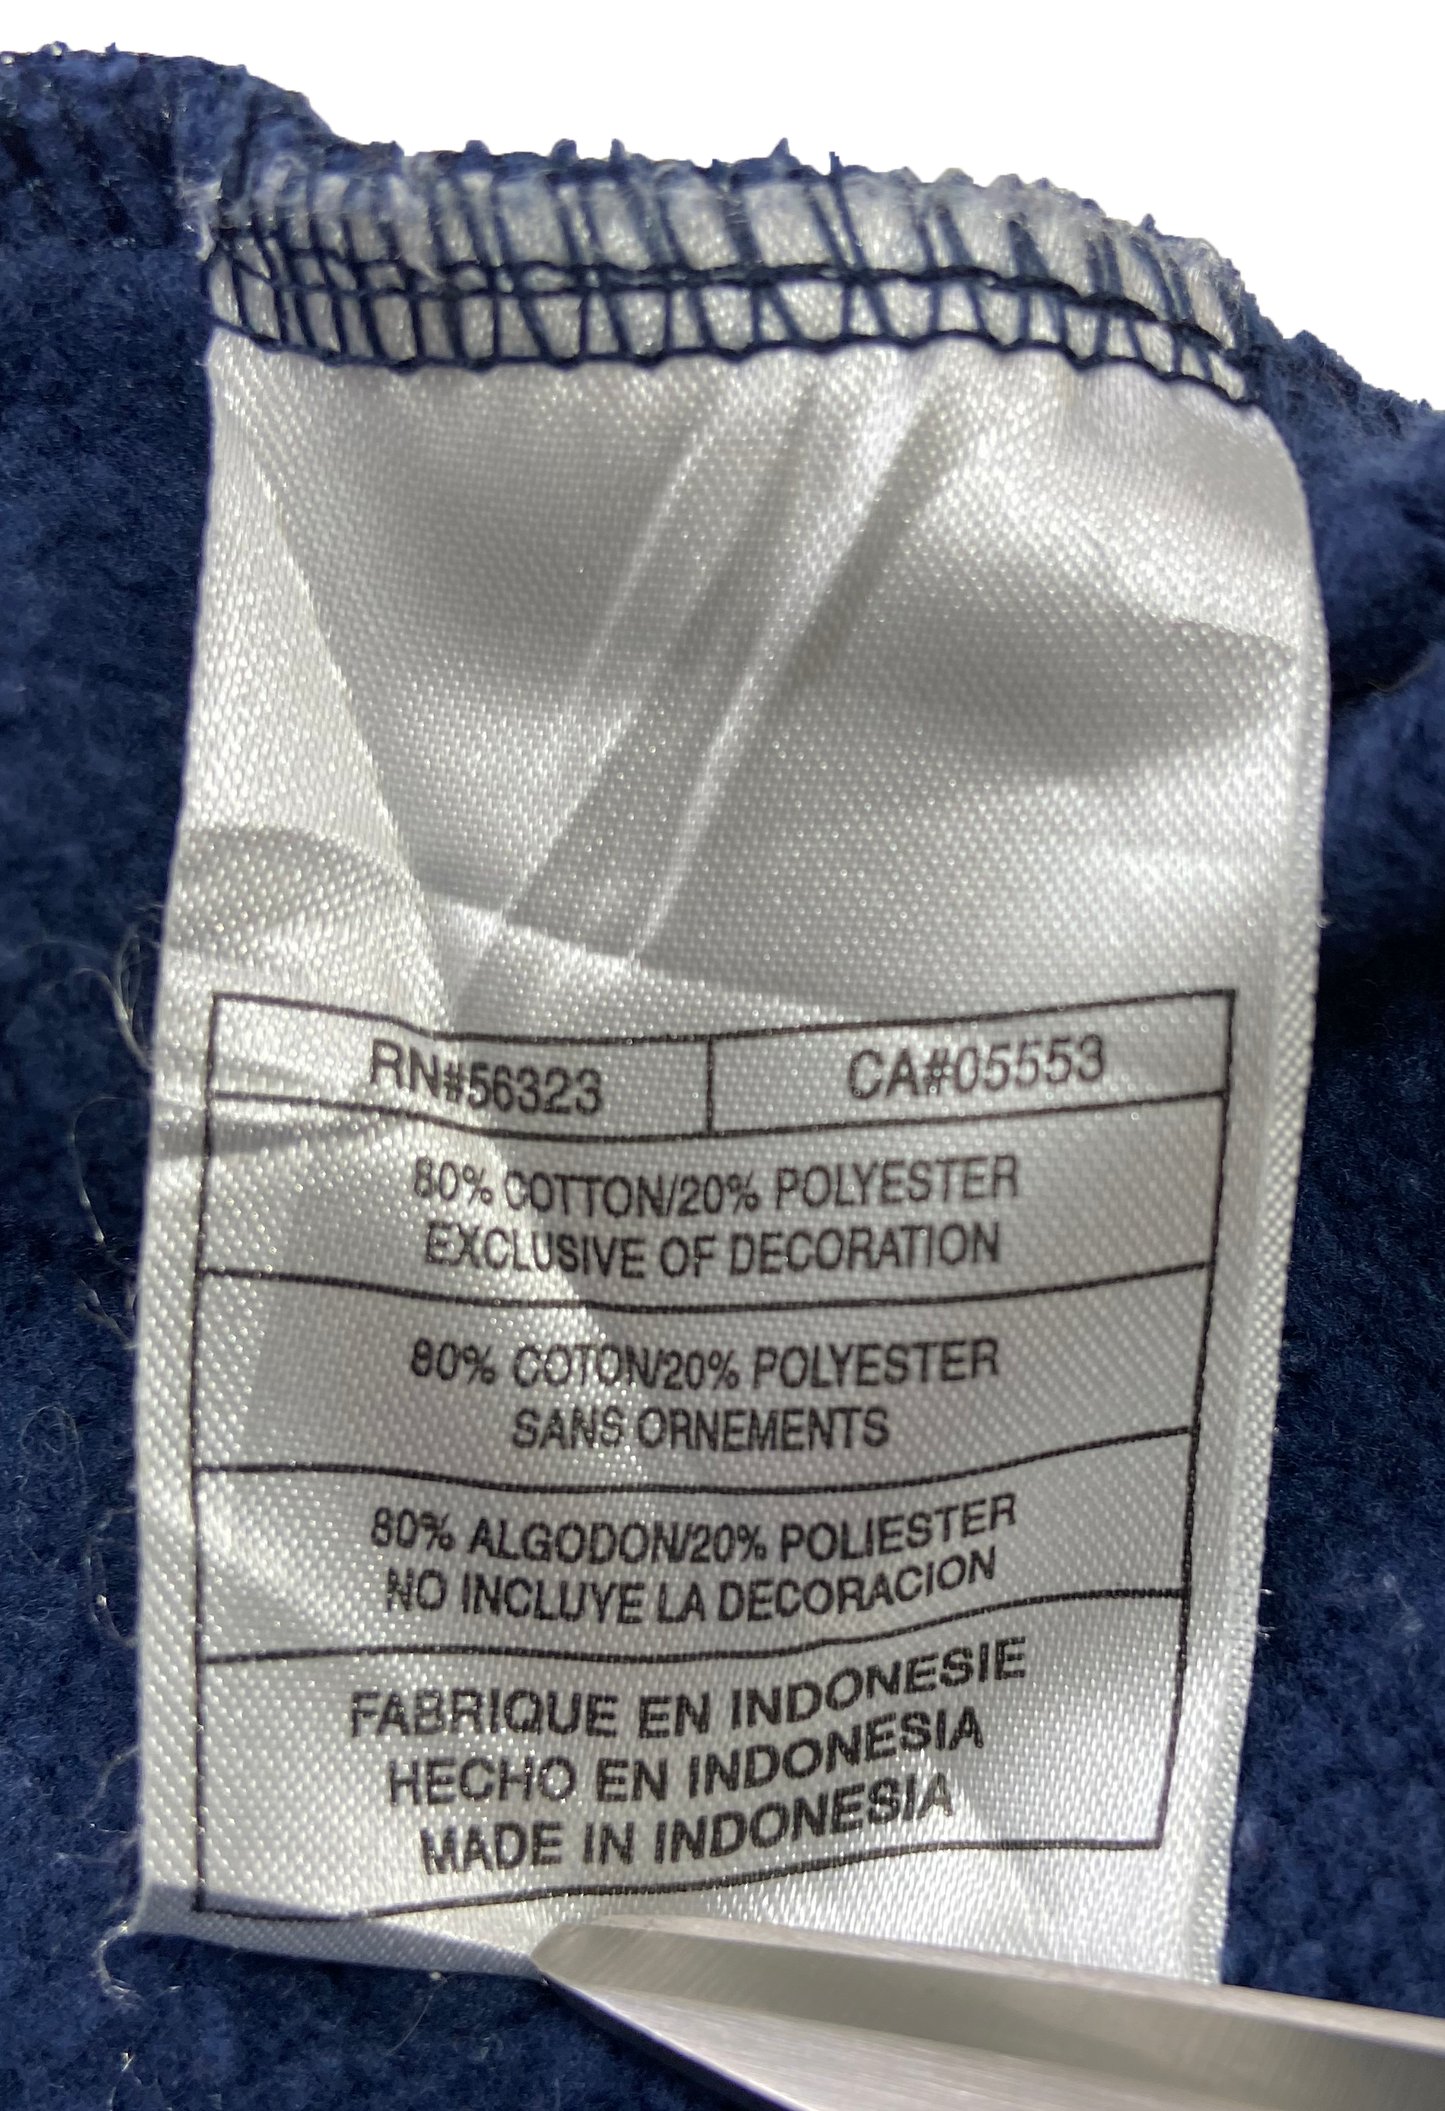 RN#56323 CA#05553
80% COTTON/20% POLYESTER
EXCLUSIVE OF DECORATION
80% COTON/20% POLYESTER
SANS ORNEMENTS
80% ALGODON/20% POLIESTER
NO INCLUYE LA DECORACION
FABRIQUE EN INDONESIE
HECHO EN INDONESIA
MADE IN INDONESIA